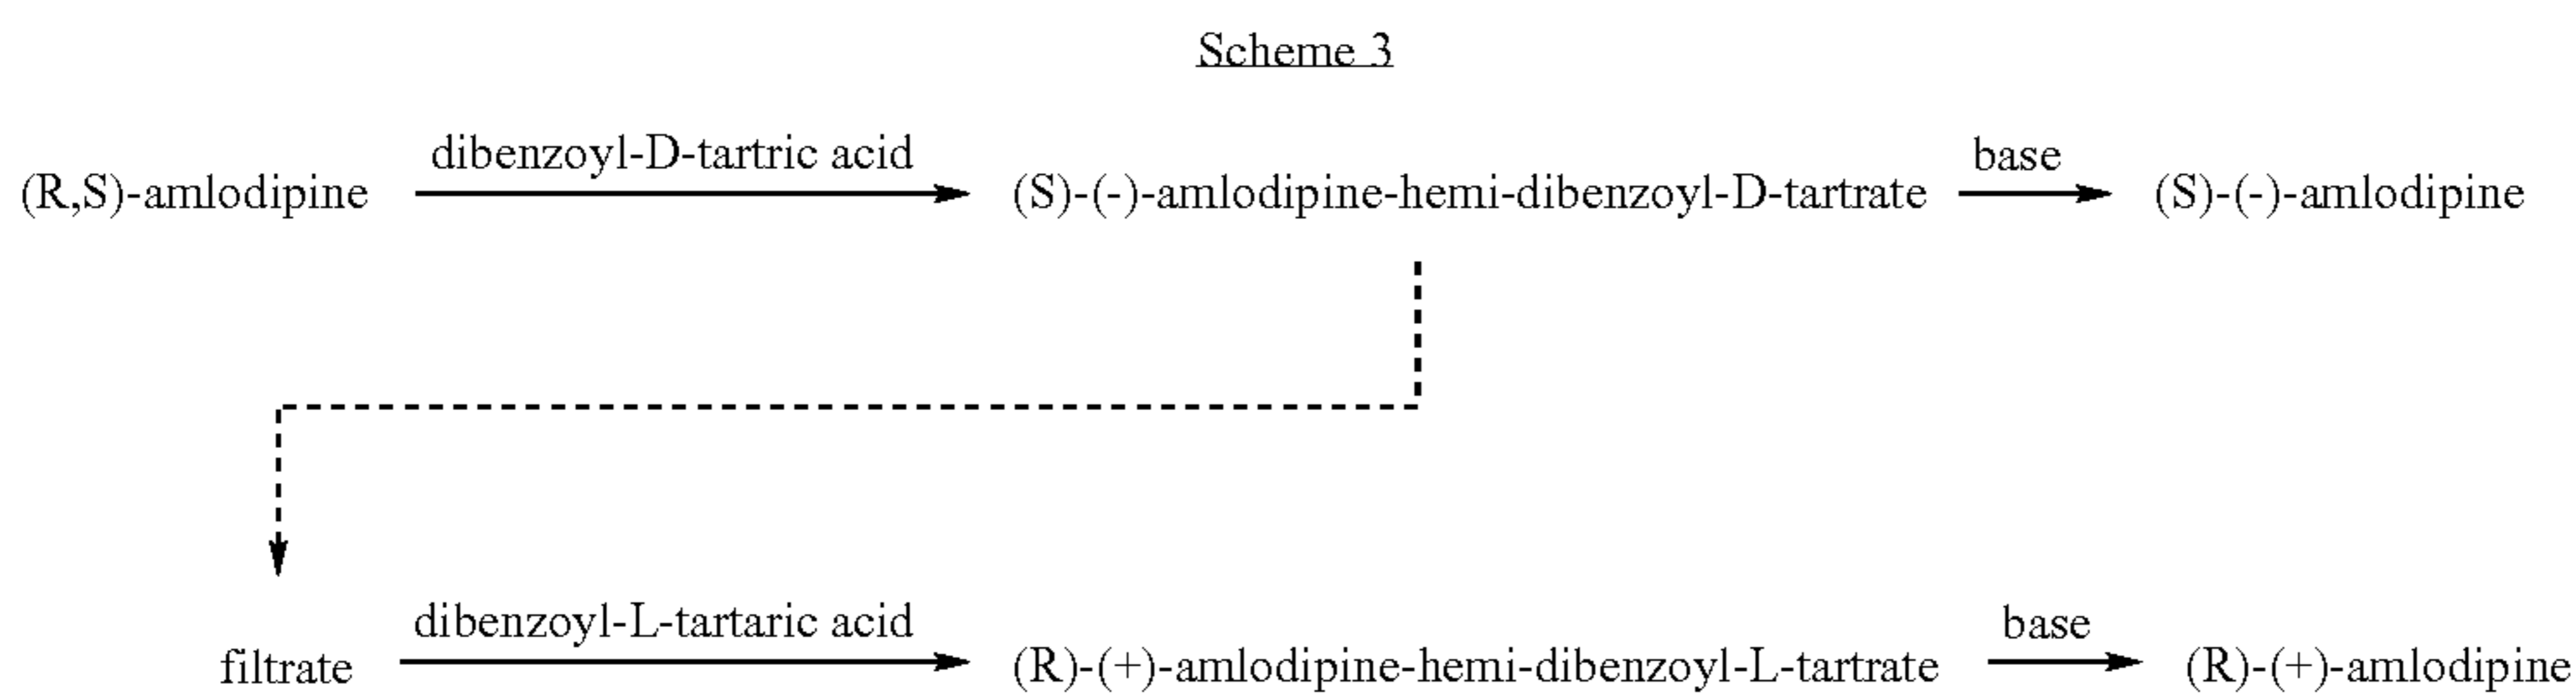 Scheme 3
dibenzoyl-D-tartric acid
base
(R,S)-amlodipine
(S)-(-)-amlodipine-hemi-dibenzoyl-D-tartrate
(S)-(-)-amlodipine
dibenzoyl-L-tartaric acid
base
filtrate
(R)-(+)-amlodipine-hemi-dibenzoyl-L-tartrate
(R)-(+)-amlodipine